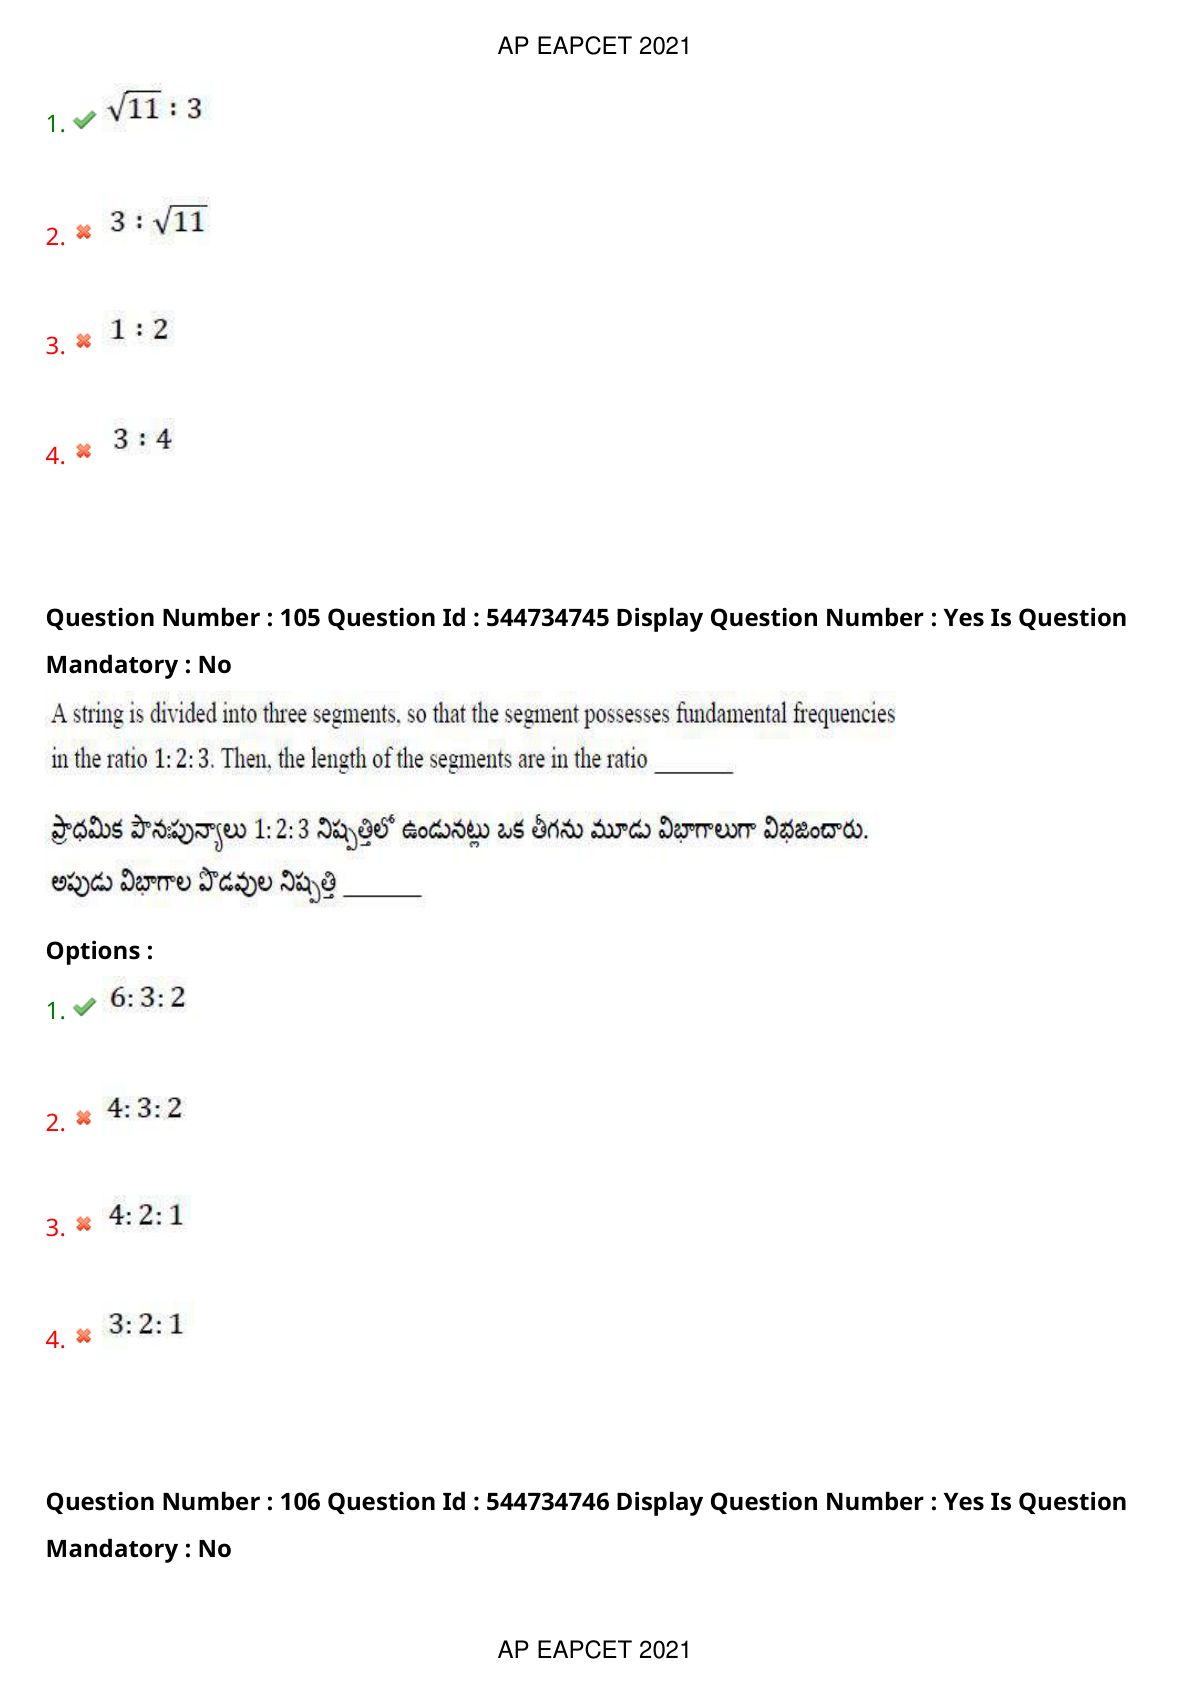 AP EAPCET 2021
1. √11 : 3
2. 3 : √11
3. 1 : 2
4. 3 : 4
Question Number : 105 Question Id : 544734745 Display Question Number : Yes Is Question
Mandatory : No
A string is divided into three segments, so that the segment possesses fundamental frequencies
in the ratio 1: 2: 3. Then, the length of the segments are in the ratio ______
ప్రాథమిక పౌనఃపున్యాలు 1: 2: 3 నిష్పత్తిలో ఉండునట్లు ఒక తీగను మూడు విభాగాలుగా విభజించారు.
అపుడు విభాగాల పొడవుల నిష్పత్తి ______
Options :
1. 6: 3: 2
2. 4: 3: 2
3. 4: 2: 1
4. 3: 2: 1
Question Number : 106 Question Id : 544734746 Display Question Number : Yes Is Question
Mandatory : No
AP EAPCET 2021